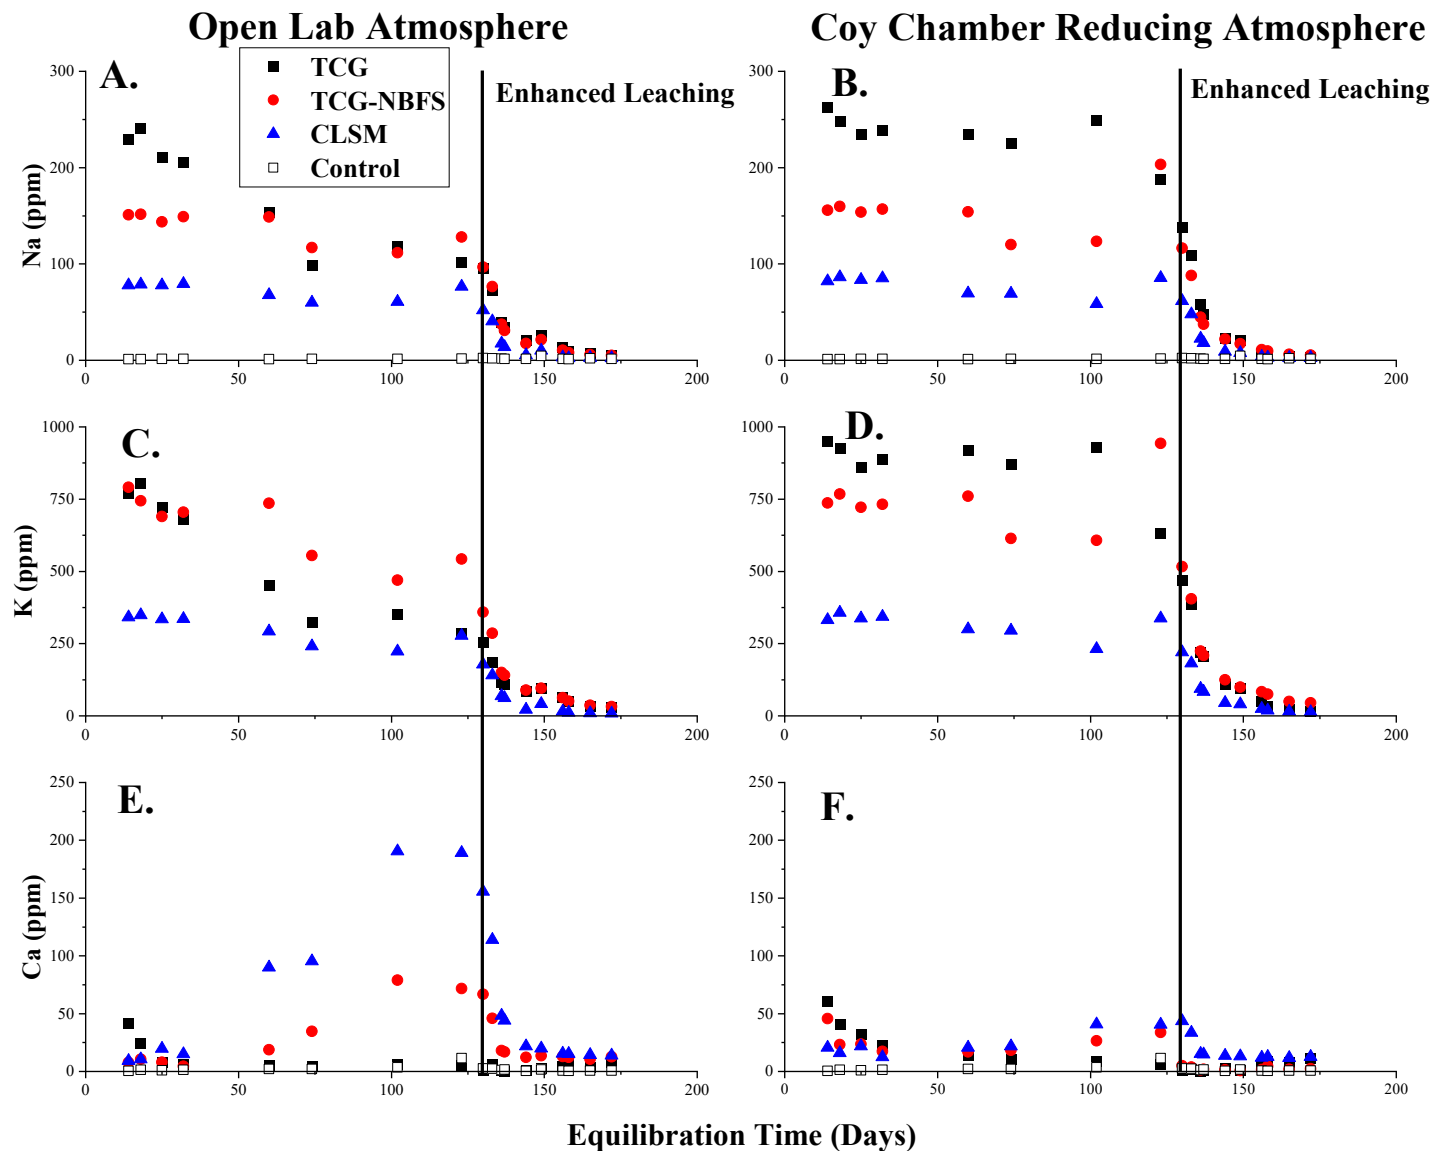 Open Lab Atmosphere
Coy Chamber Reducing Atmosphere
TCG
TCG-NBFS
CLSM
Control
A.
Enhanced Leaching
Na (ppm)
300
200
100
0
0 50 100 150 200
B.
Enhanced Leaching
300
200
100
0
0 50 100 150 200
C.
K (ppm)
1000
750
500
250
0
0 50 100 150 200
D.
1000
750
500
250
0
0 50 100 150 200
E.
Ca (ppm)
250
200
150
100
50
0
0 50 100 150 200
F.
250
200
150
100
50
0
0 50 100 150 200
Equilibration Time (Days)